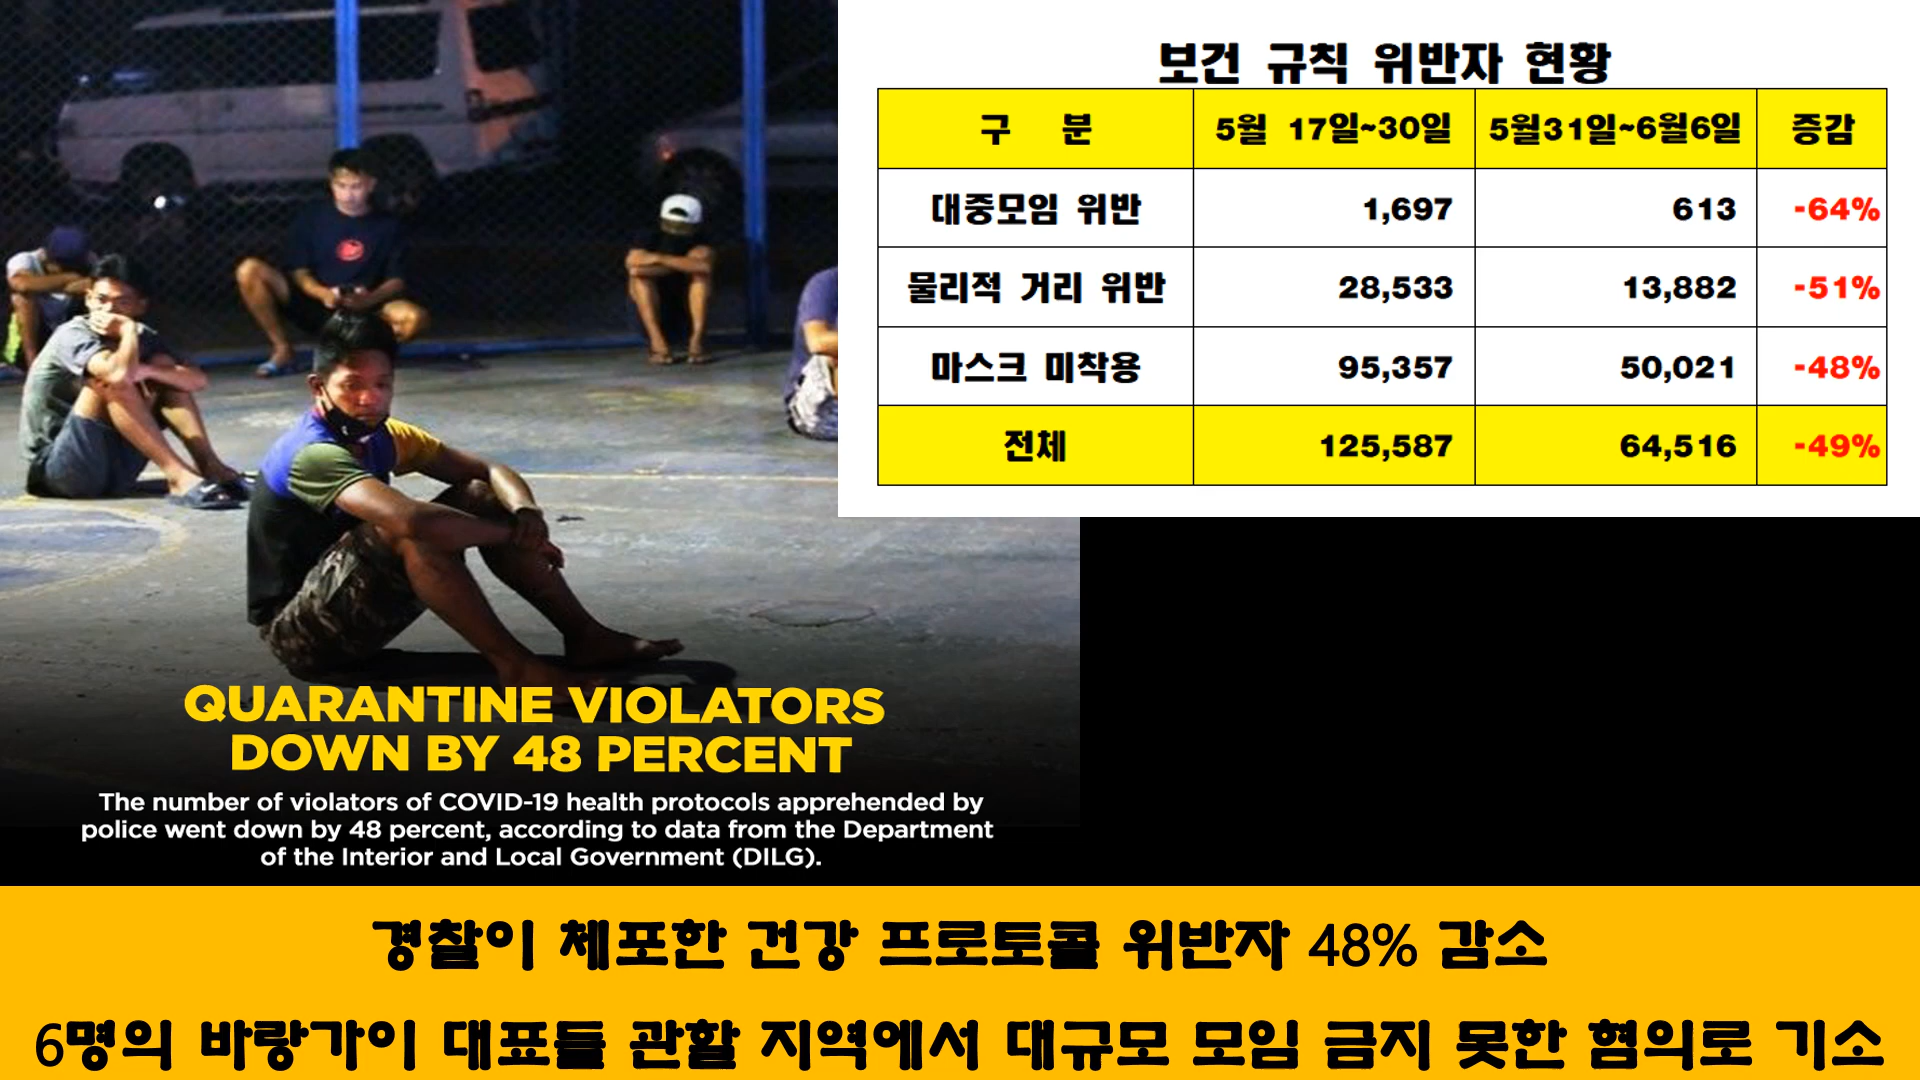 보건 규칙 위반자 현황
구 분 5월 17일~30일 5월31일~6월6일 증감
대중모임 위반 1,697 613 -64%
물리적 거리 위반 28,533 13,882 -51%
마스크 미착용 95,357 50,021 -48%
전체 125,587 64,516 -49%
QUARANTINE VIOLATORS
DOWN BY 48 PERCENT
The number of violators of COVID-19 health protocols apprehended by
police went down by 48 percent, according to data from the Department
of the Interior and Local Government (DILG).
경찰이 체포한 건강 프로토콜 위반자 48% 감소
6명의 바랑가이 대표들 관할 지역에서 대규모 모임 금지 못한 혐의로 기소